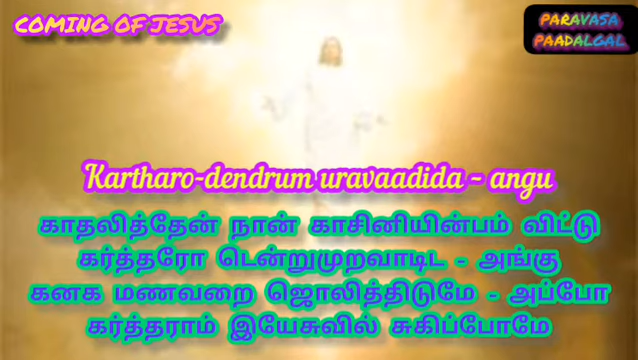 COMING OF JESUS
PARAVASA
PAADALGAL
Kartharo-dendrum uravaadida - angu
காதலித்தேன் நான் காசினியின்பம் விட்டு
கர்த்தரோ டென்றுமுறவாடிட - அங்கு
கனக மணவறை ஜொலித்திடுமே - அப்போ
கர்த்தராம் இயேசுவில் சுகிப்போமே